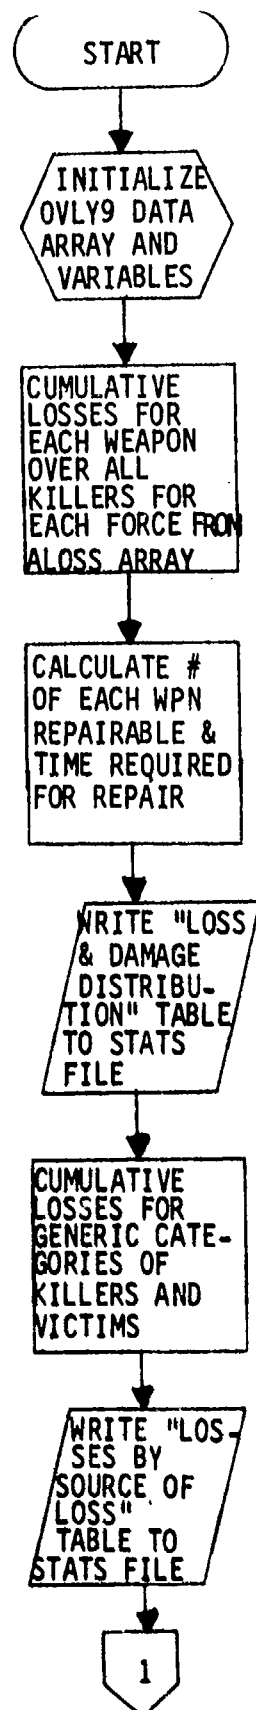 START
INITIALIZE
OVLY9 DATA
ARRAY AND
VARIABLES
CUMULATIVE
LOSSES FOR
EACH WEAPON
OVER ALL
KILLERS FOR
EACH FORCE FROM
ALOSS ARRAY
CALCULATE #
OF EACH WPN
REPAIRABLE &
TIME REQUIRED
FOR REPAIR
WRITE "LOSS
& DAMAGE
DISTRIBU-
TION" TABLE
TO STATS
FILE
CUMULATIVE
LOSSES FOR
GENERIC CATE-
GORIES OF
KILLERS AND
VICTIMS
WRITE "LOS-
SES BY
SOURCE OF
LOSS"
TABLE TO
STATS FILE
1